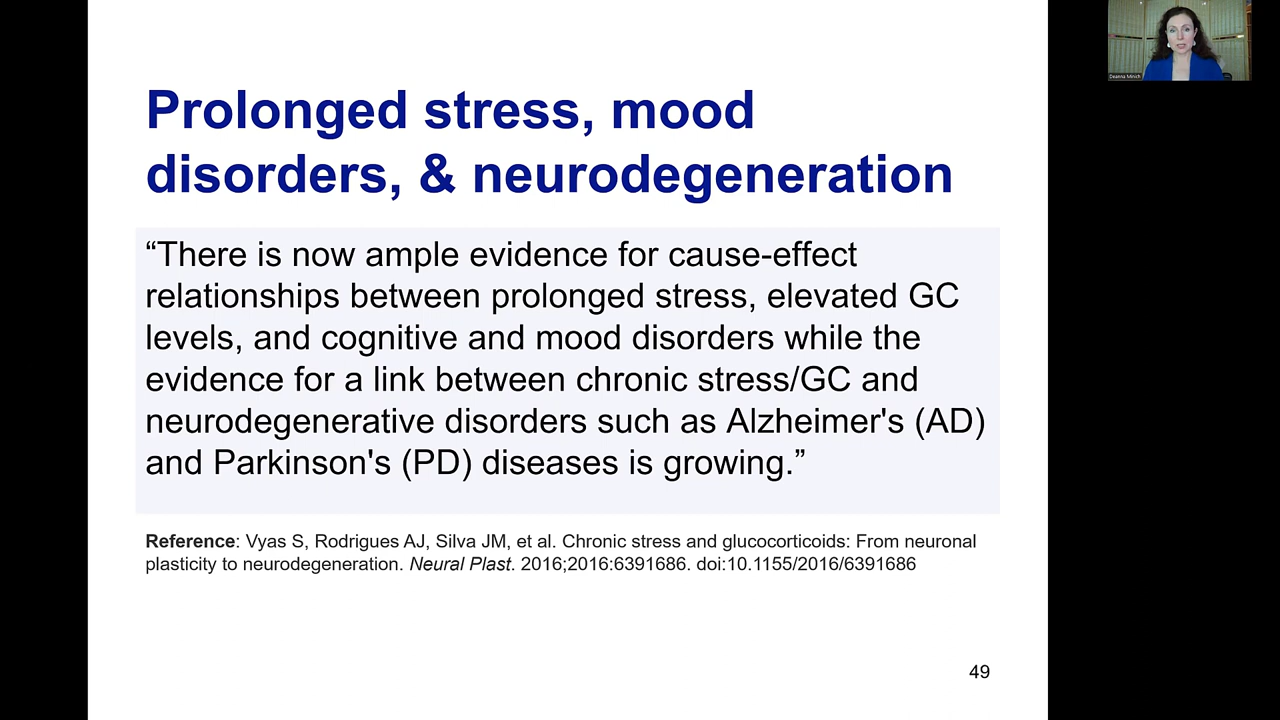 Prolonged stress, mood
disorders, & neurodegeneration
“There is now ample evidence for cause-effect
relationships between prolonged stress, elevated GC
levels, and cognitive and mood disorders while the
evidence for a link between chronic stress/GC and
neurodegenerative disorders such as Alzheimer's (AD)
and Parkinson's (PD) diseases is growing.”
Reference: Vyas S, Rodrigues AJ, Silva JM, et al. Chronic stress and glucocorticoids: From neuronal
plasticity to neurodegeneration. Neural Plast. 2016;2016:6391686. doi:10.1155/2016/6391686
49
Deanna Minich